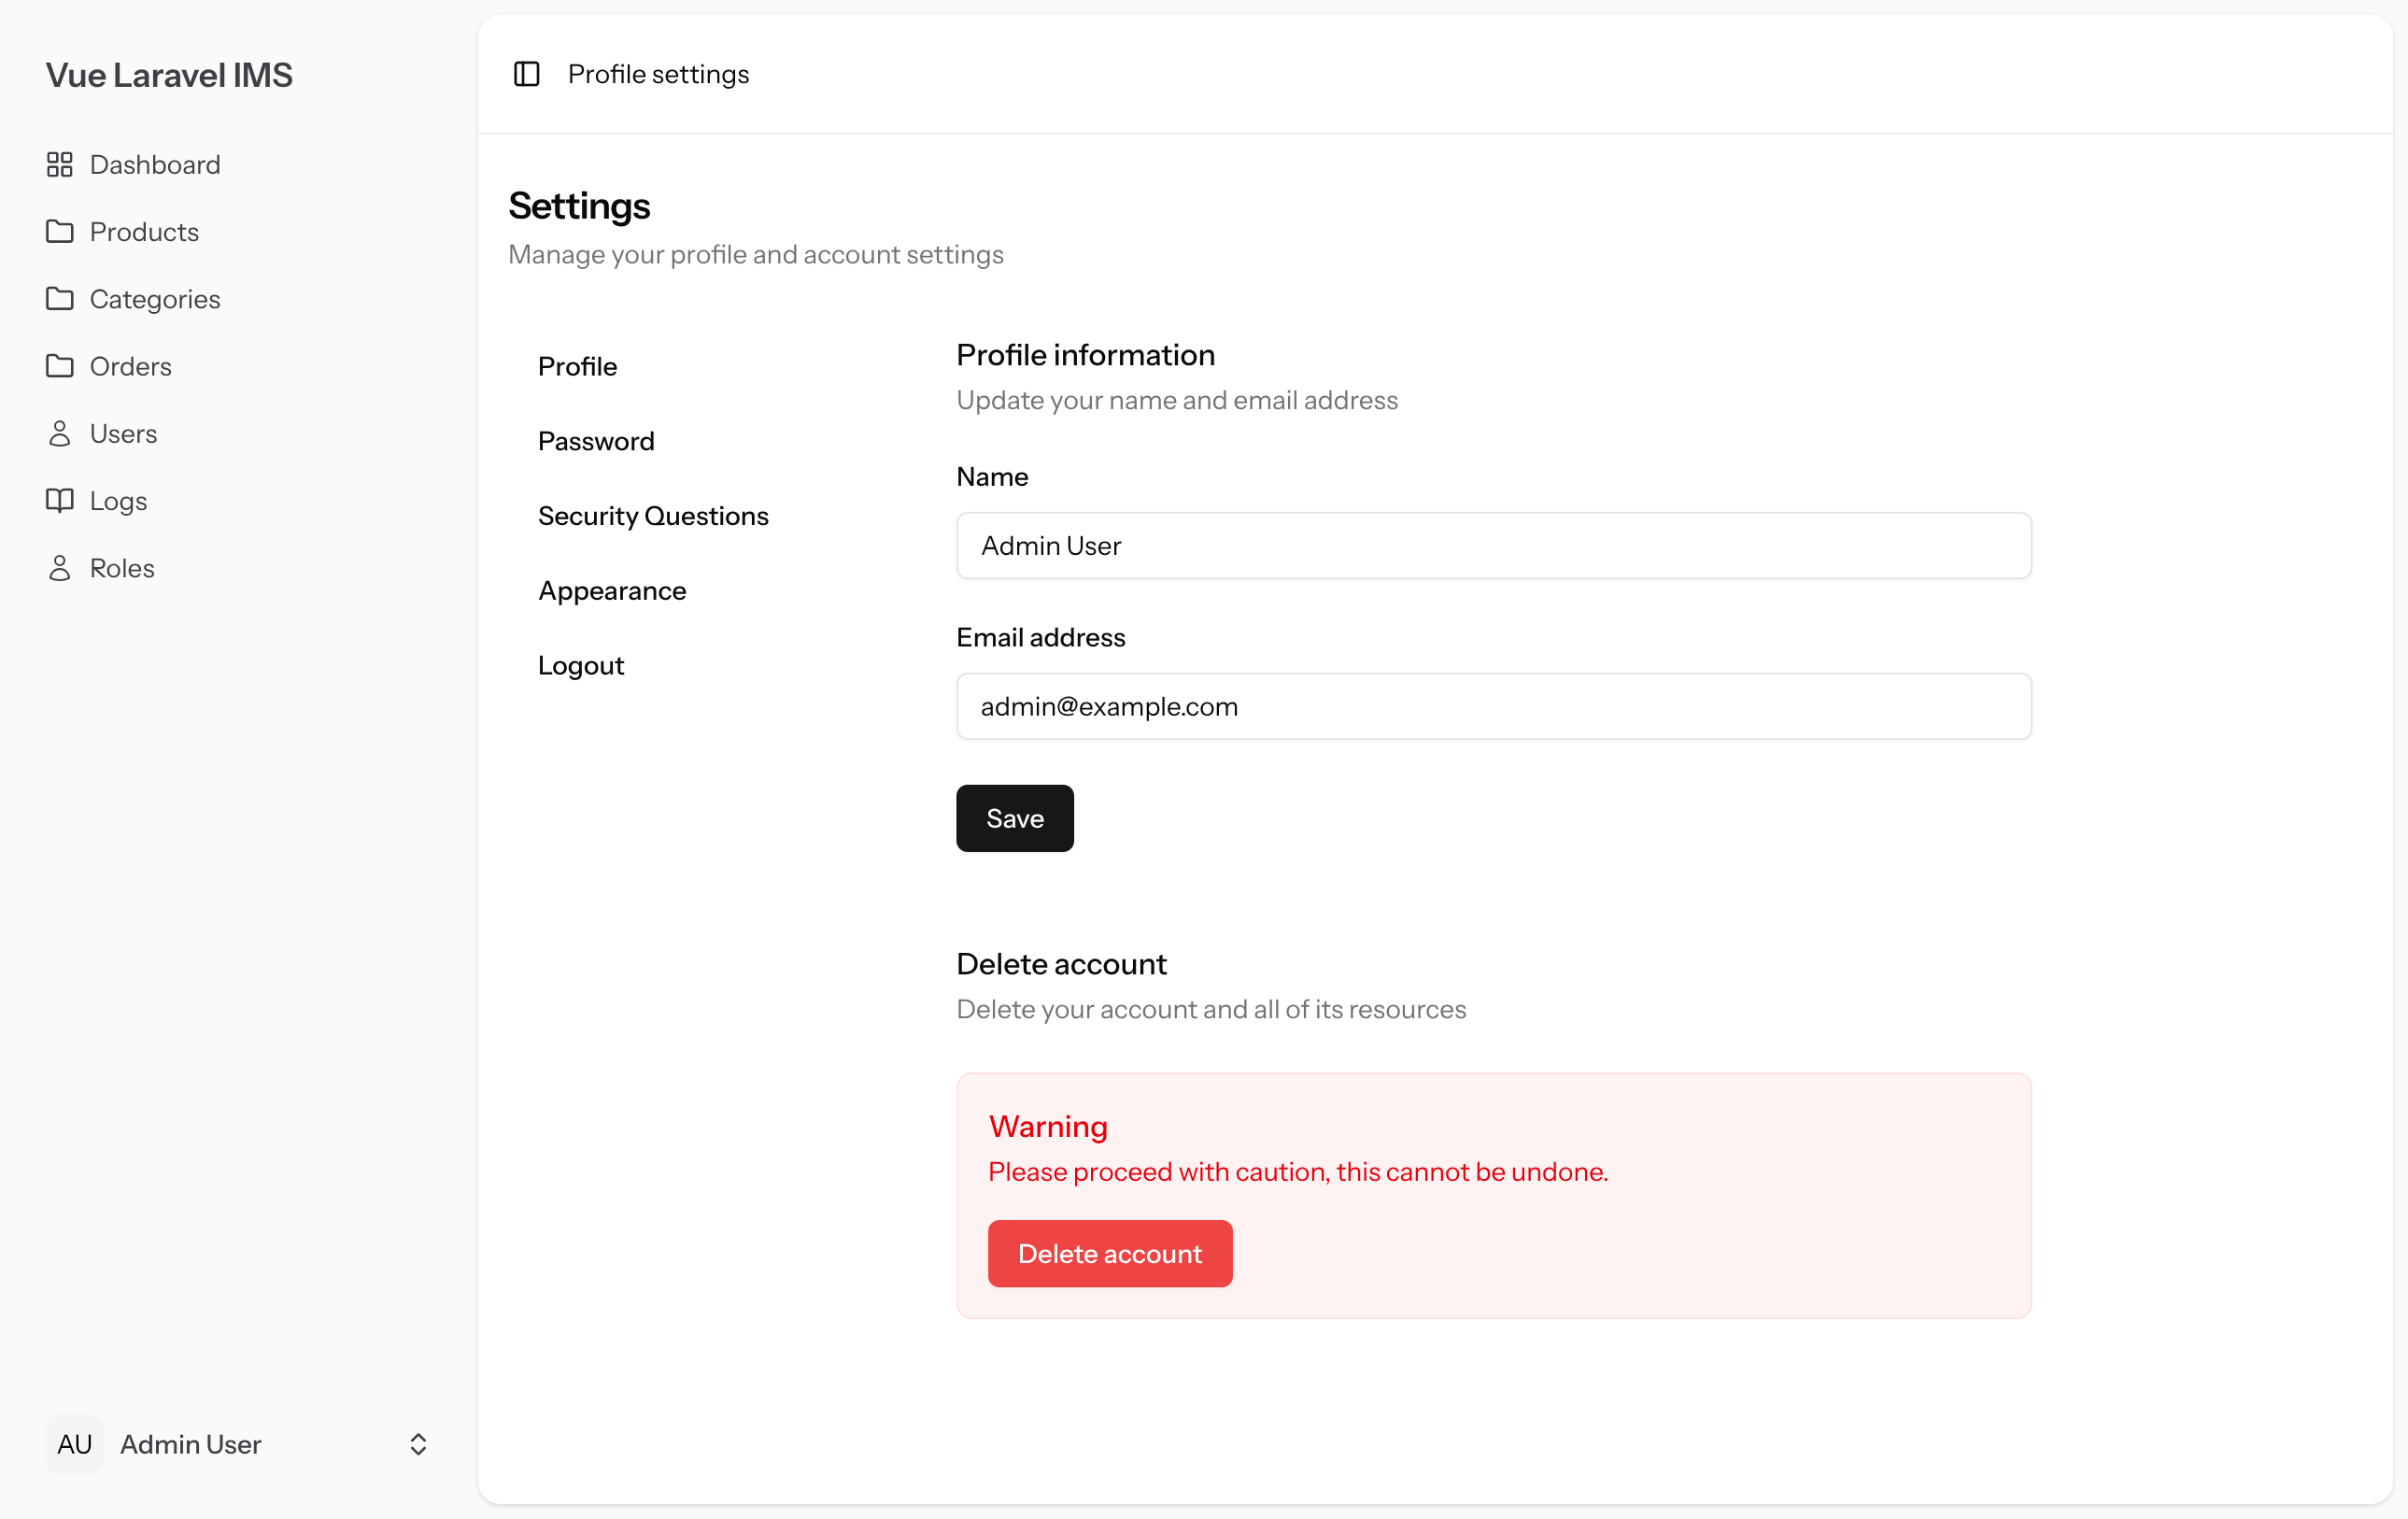 Vue Laravel IMS
Dashboard
Products
Categories
Orders
Users
Logs
Roles
AU
Admin User
Profile settings
Settings
Manage your profile and account settings
Profile
Password
Security Questions
Appearance
Logout
Profile information
Update your name and email address
Name
Admin User
Email address
admin@example.com
Save
Delete account
Delete your account and all of its resources
Warning
Please proceed with caution, this cannot be undone.
Delete account